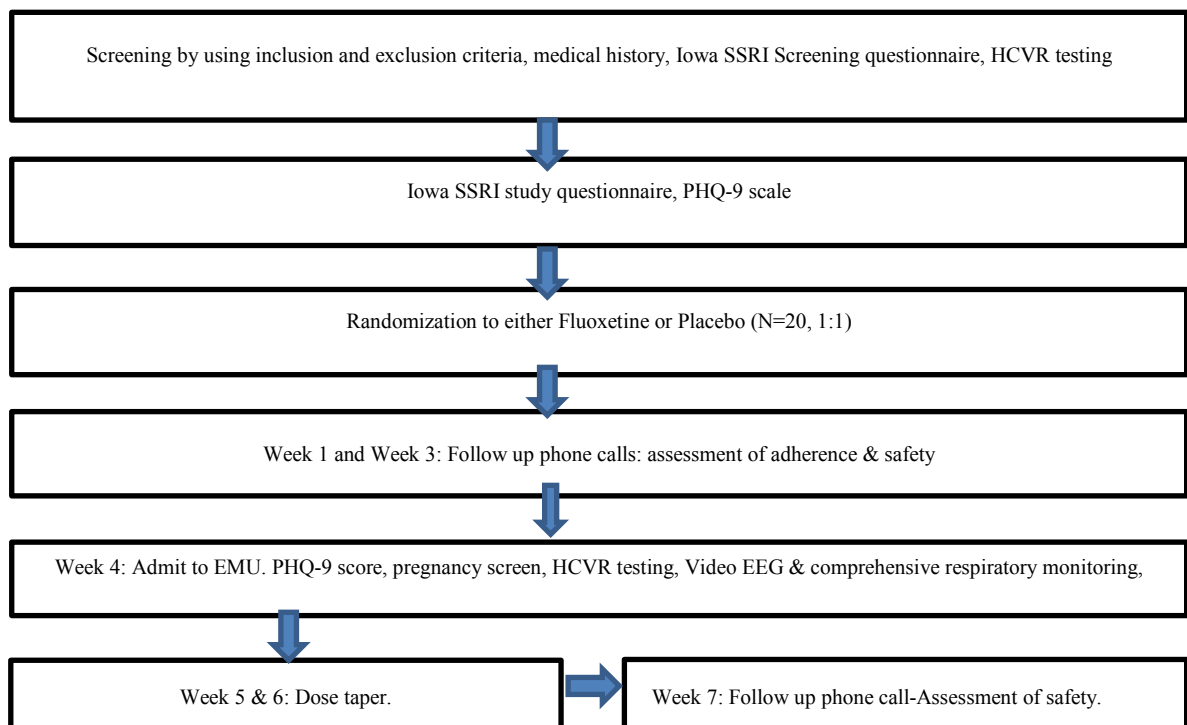 Screening by using inclusion and exclusion criteria, medical history, Iowa SSRI Screening questionnaire, HCVR testing
Iowa SSRI study questionnaire, PHQ-9 scale
Randomization to either Fluoxetine or Placebo (N=20, 1:1)
Week 1 and Week 3: Follow up phone calls: assessment of adherence & safety
Week 4: Admit to EMU. PHQ-9 score, pregnancy screen, HCVR testing, Video EEG & comprehensive respiratory monitoring,
Week 5 & 6: Dose taper.
Week 7: Follow up phone call-Assessment of safety.